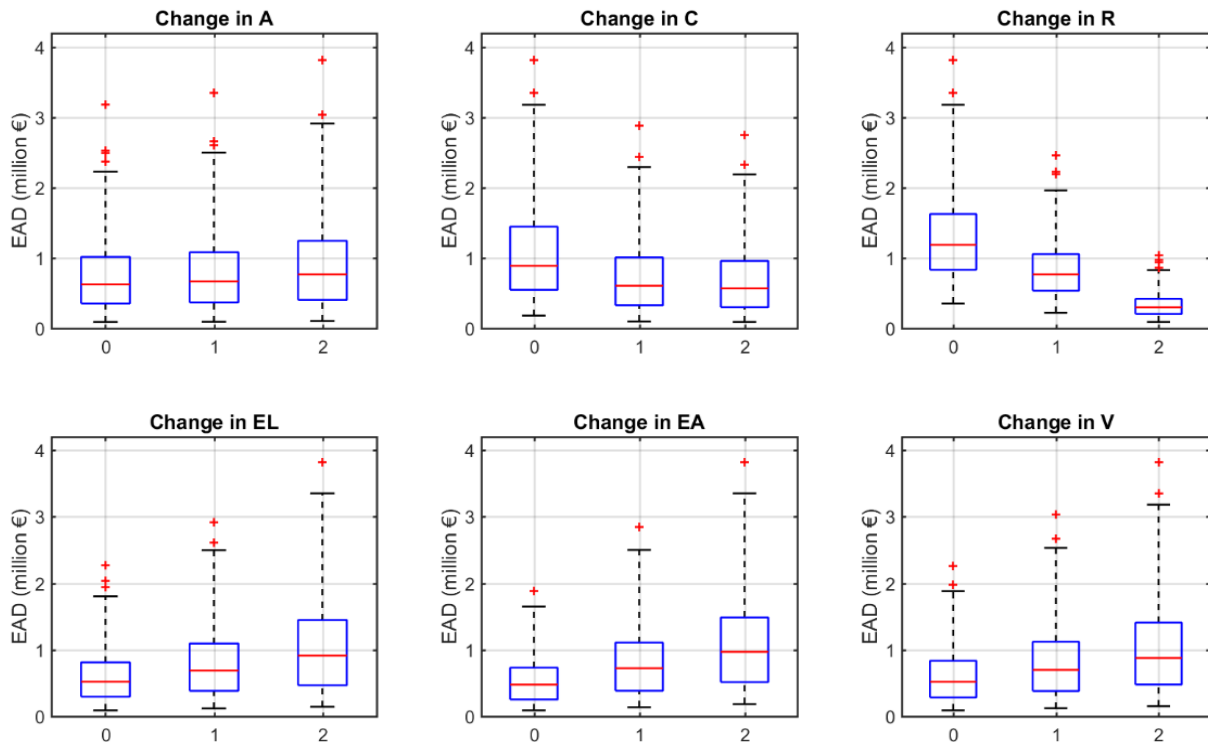 Change in A
4
3
2
1
0
EAD (million €)
0 1 2
Change in C
4
3
2
1
0
EAD (million €)
0 1 2
Change in R
4
3
2
1
0
EAD (million €)
0 1 2
Change in EL
4
3
2
1
0
EAD (million €)
0 1 2
Change in EA
4
3
2
1
0
EAD (million €)
0 1 2
Change in V
4
3
2
1
0
EAD (million €)
0 1 2